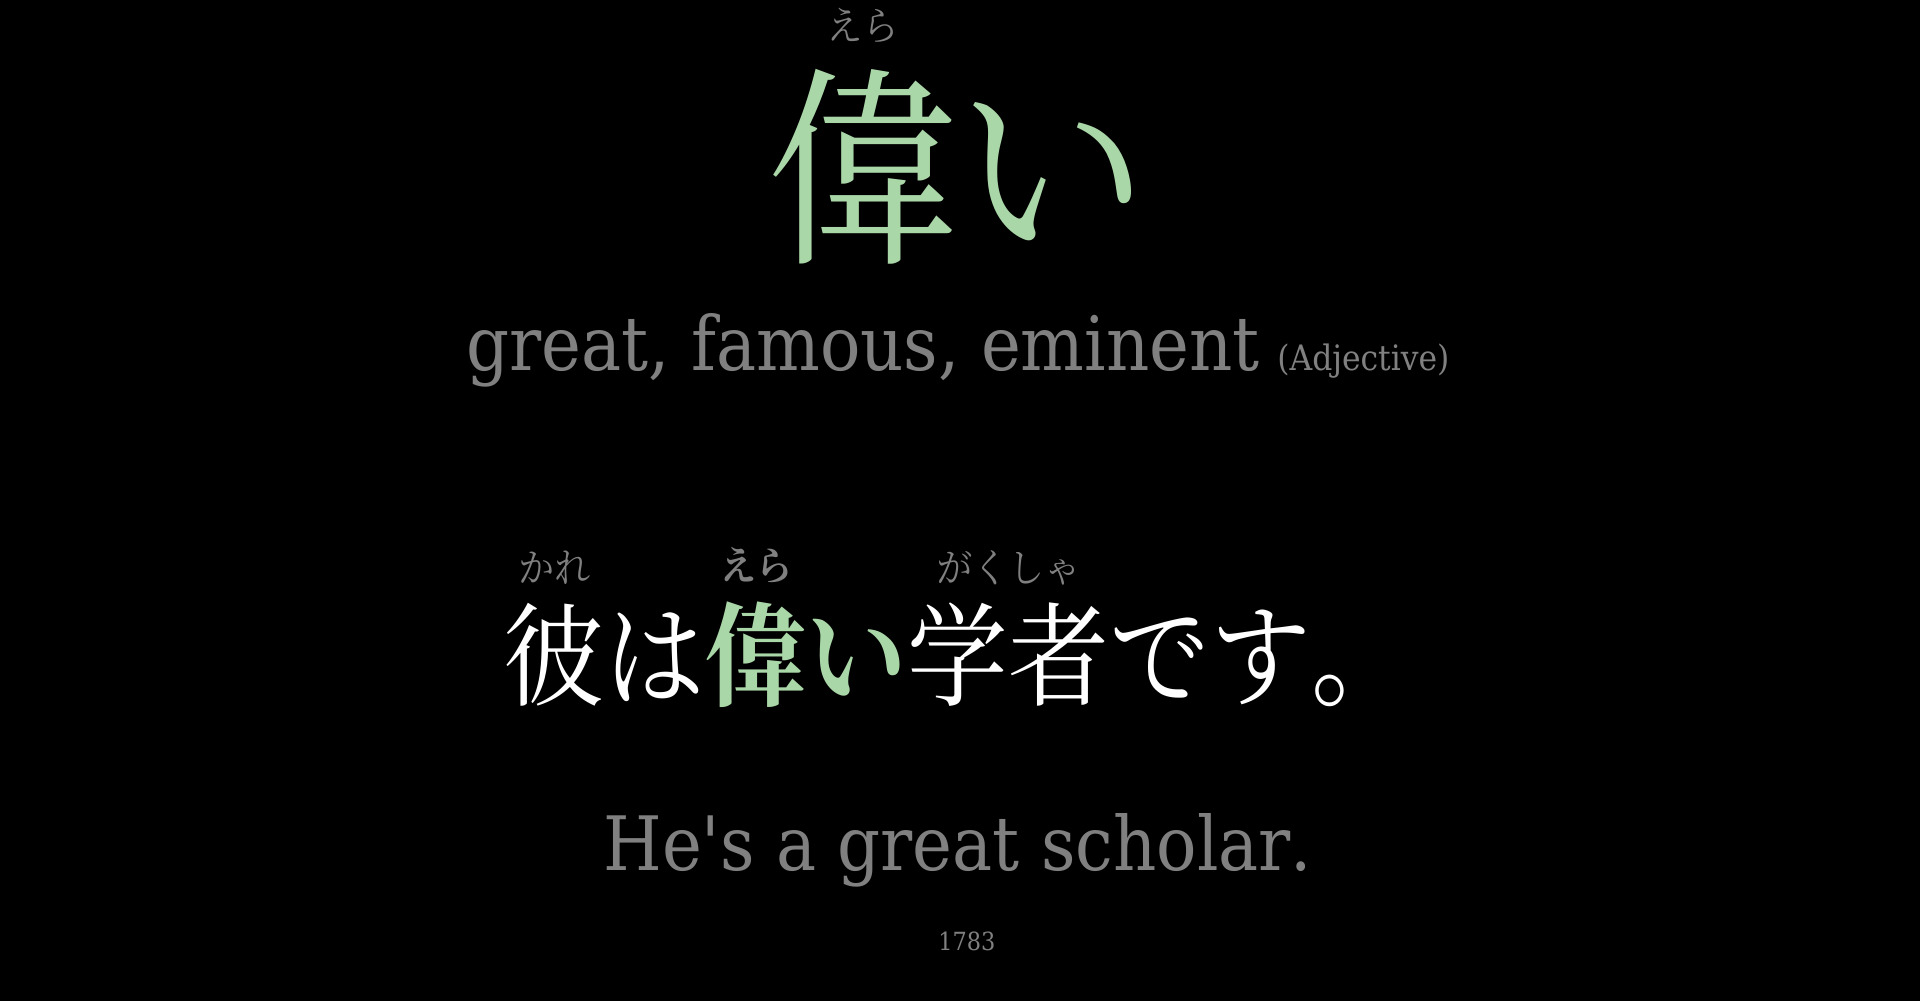 えら
偉い
great, famous, eminent (Adjective)
かれ えら がくしゃ
彼は偉い学者です。
He's a great scholar.
1783